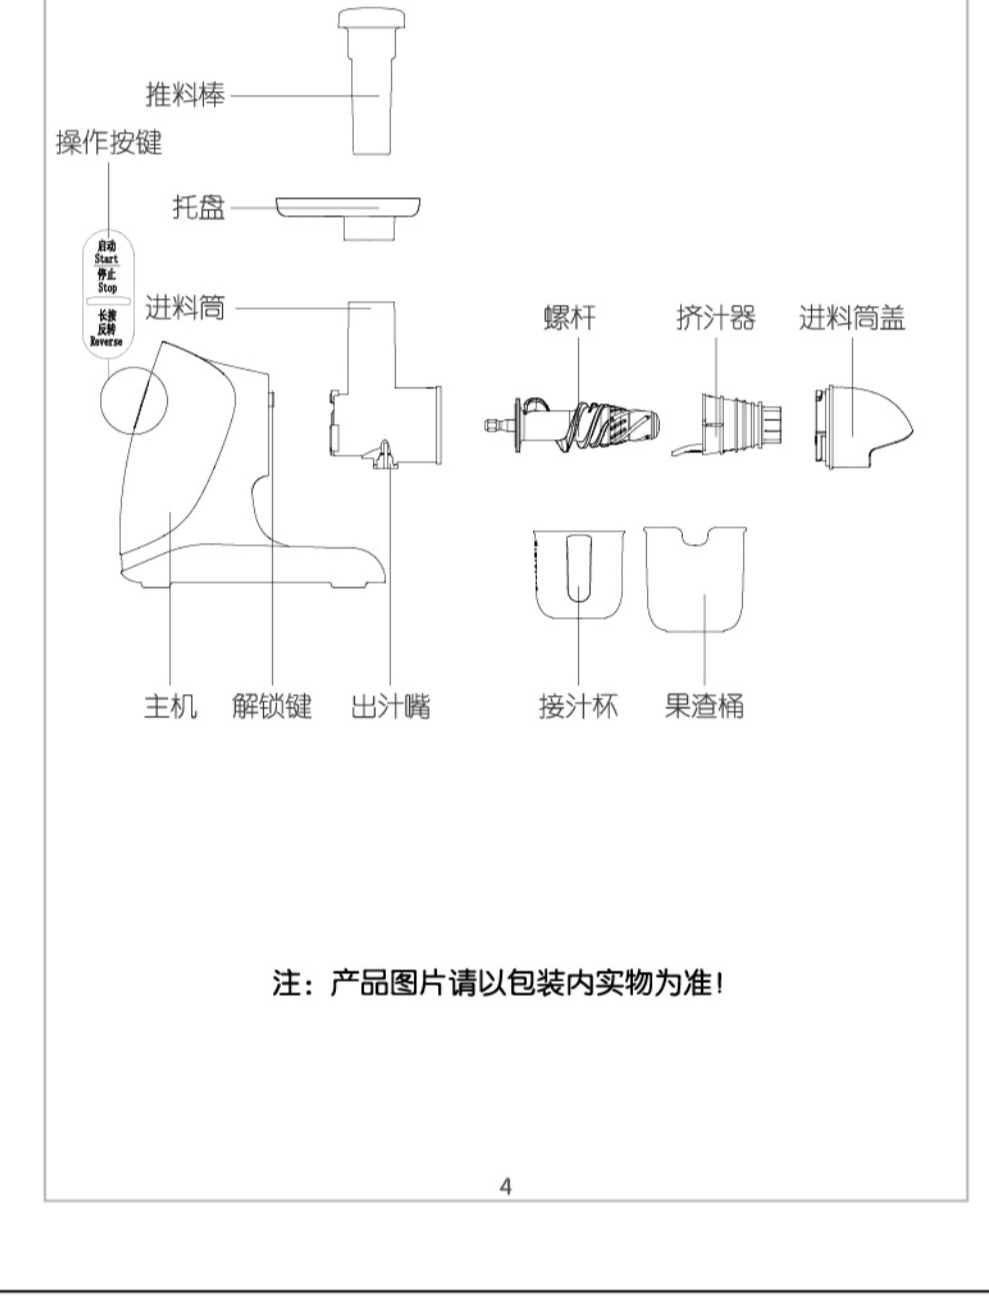 推料棒
操作按键
托盘
启动
Start
停止
Stop
长按
反转
Reverse
进料筒
螺杆
挤汁器
进料筒盖
主机
解锁键
出汁嘴
接汁杯
果渣桶
注：产品图片请以包装内实物为准！
4